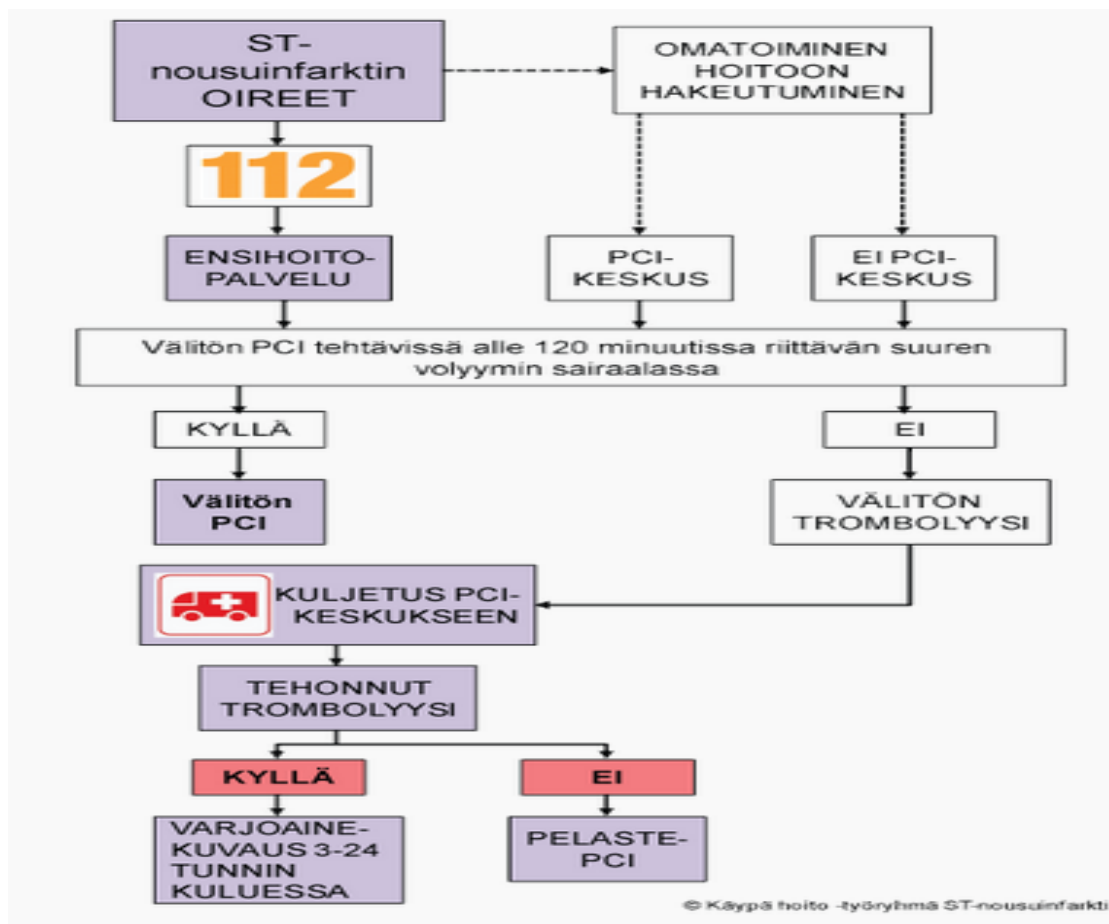 ST-
nousuinfarktin
OIREET
OMATOIMINEN
HOITOON
HAKEUTUMINEN
112
ENSIHOITO-
PALVELU
PCI-
KESKUS
EI PCI-
KESKUS
Välitön PCI tehtävissä alle 120 minuutissa riittävän suuren
volyymin sairaalassa
KYLLÄ
EI
Välitön
PCI
VÄLITÖN
TROMBOLYYSI
KULJETUS PCI-
KESKUKSEEN
TEHONNUT
TROMBOLYYSI
KYLLÄ
EI
VARJOAINE-
KUVAUS 3-24
TUNNIN
KULUESSA
PELASTE-
PCI
© Käypä hoito -työryhmä ST-nousuinfarkti